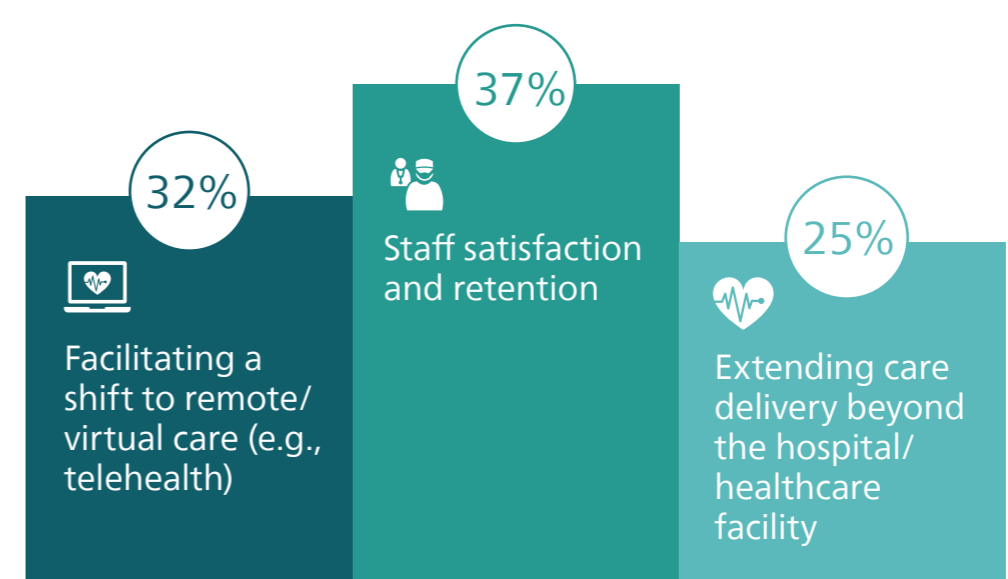 32%
Facilitating a
shift to remote/
virtual care (e.g.,
telehealth)
37%
Staff satisfaction
and retention
25%
Extending care
delivery beyond
the hospital/
healthcare
facility